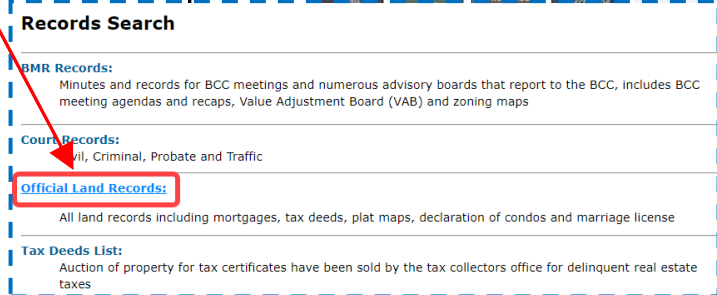 Records Search
BMR Records:
Minutes and records for BCC meetings and numerous advisory boards that report to the BCC, includes BCC
meeting agendas and recaps, Value Adjustment Board (VAB) and zoning maps
Court Records:
Civil, Criminal, Probate and Traffic
Official Land Records:
All land records including mortgages, tax deeds, plat maps, declaration of condos and marriage license
Tax Deeds List:
Auction of property for tax certificates have been sold by the tax collectors office for delinquent real estate
taxes